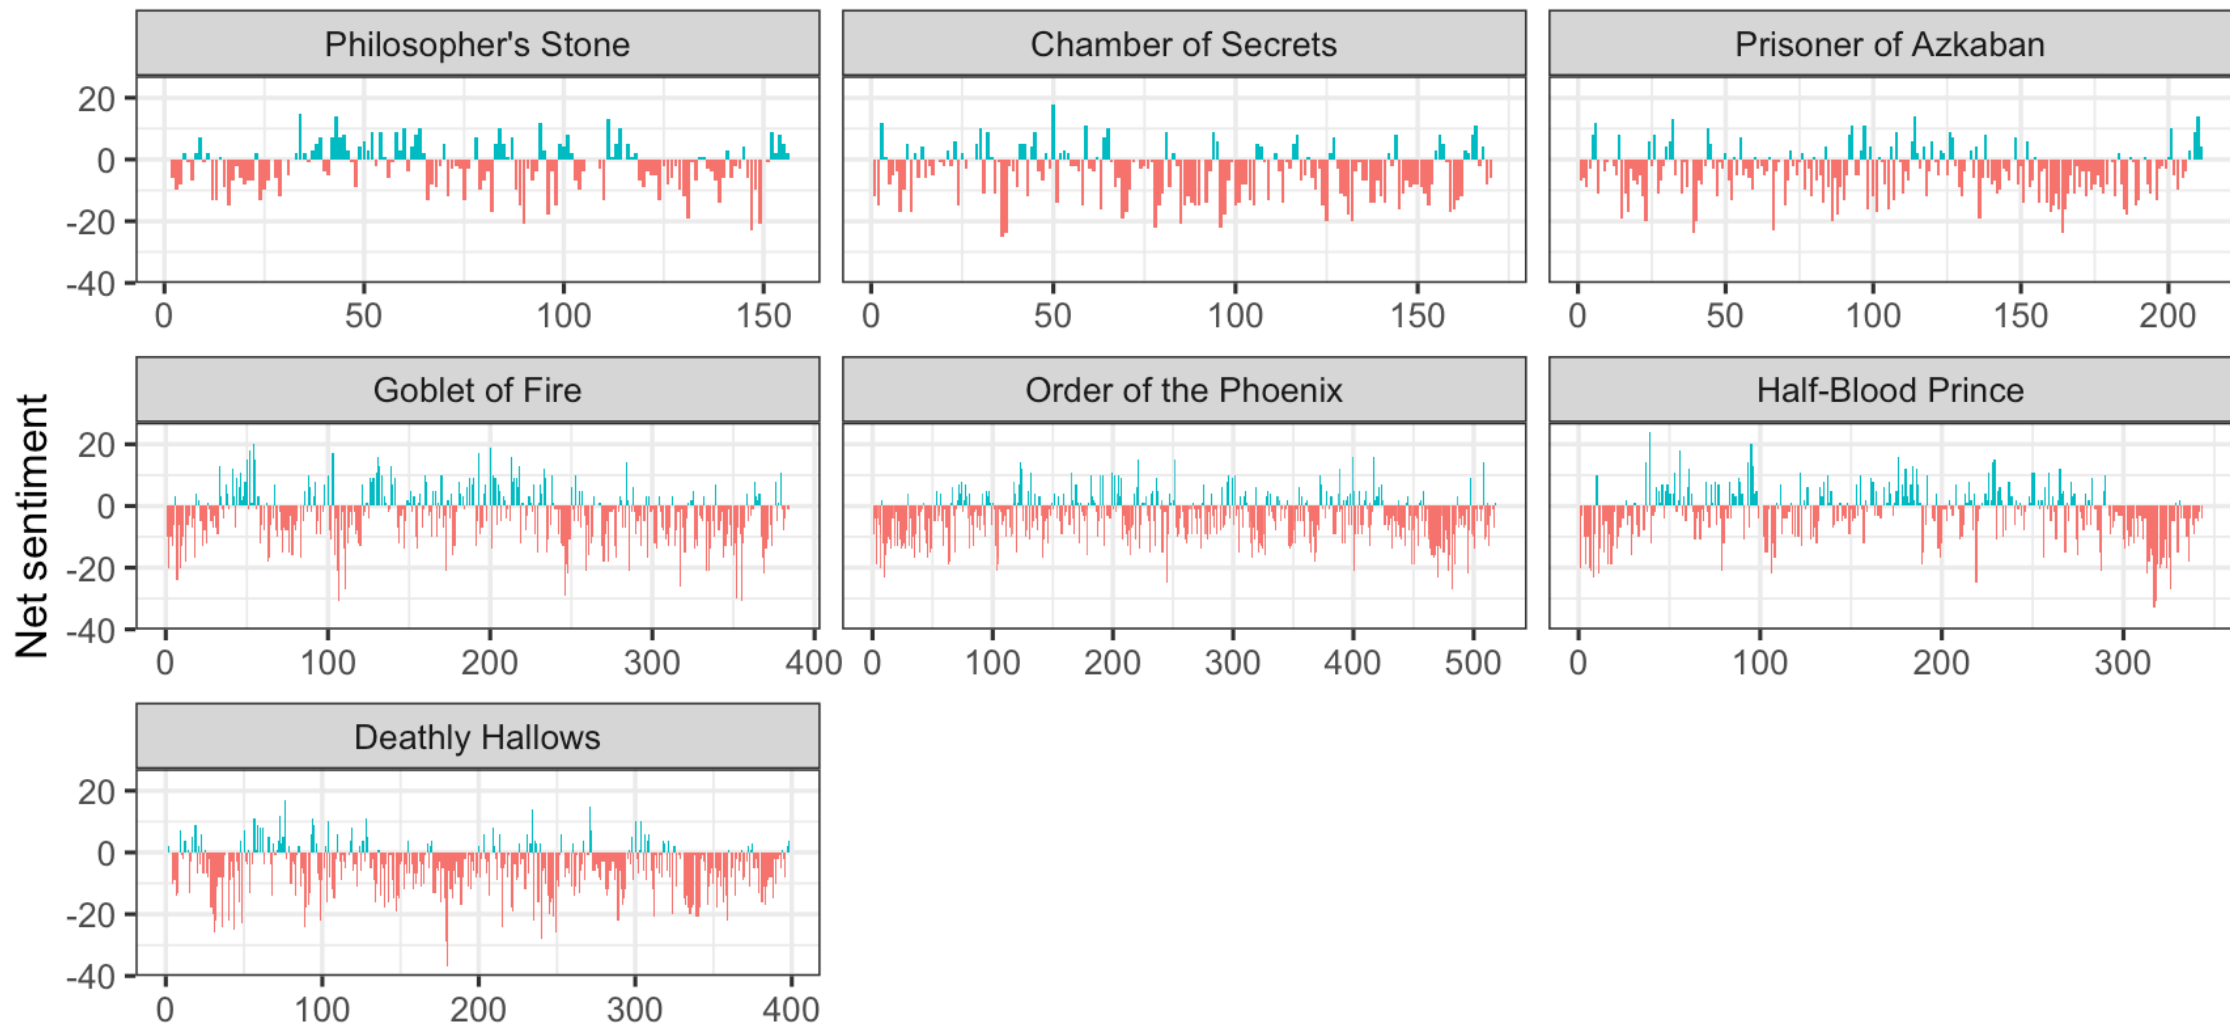 Philosopher's Stone
Chamber of Secrets
Prisoner of Azkaban
20
0
-20
-40
0 50 100 150
0 50 100 150
0 50 100 150 200
Net sentiment
Goblet of Fire
Order of the Phoenix
Half-Blood Prince
20
0
-20
-40
0 100 200 300 400
0 100 200 300 400 500
0 100 200 300
Deathly Hallows
20
0
-20
-40
0 100 200 300 400